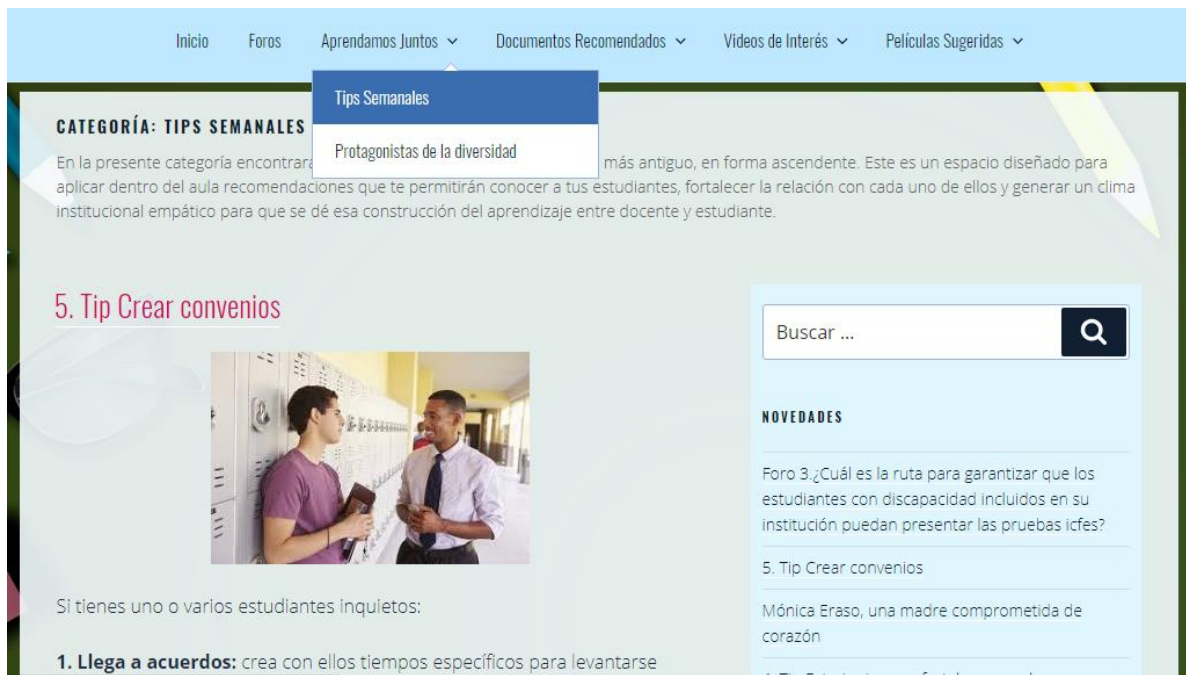 Inicio Foros Aprendamos Juntos Documentos Recomendados Videos de Interés Películas Sugeridas
Tips Semanales
Protagonistas de la diversidad
CATEGORÍA: TIPS SEMANALES
En la presente categoría encontrara más antiguo, en forma ascendente. Este es un espacio diseñado para
aplicar dentro del aula recomendaciones que te permitirán conocer a tus estudiantes, fortalecer la relación con cada uno de ellos y generar un clima
institucional empático para que se dé esa construcción del aprendizaje entre docente y estudiante.
5. Tip Crear convenios
Si tienes uno o varios estudiantes inquietos:
1. Llega a acuerdos: crea con ellos tiempos específicos para levantarse
Buscar ...
NOVEDADES
Foro 3.¿Cuál es la ruta para garantizar que los
estudiantes con discapacidad incluidos en su
institución puedan presentar las pruebas icfes?
5. Tip Crear convenios
Mónica Eraso, una madre comprometida de
corazón